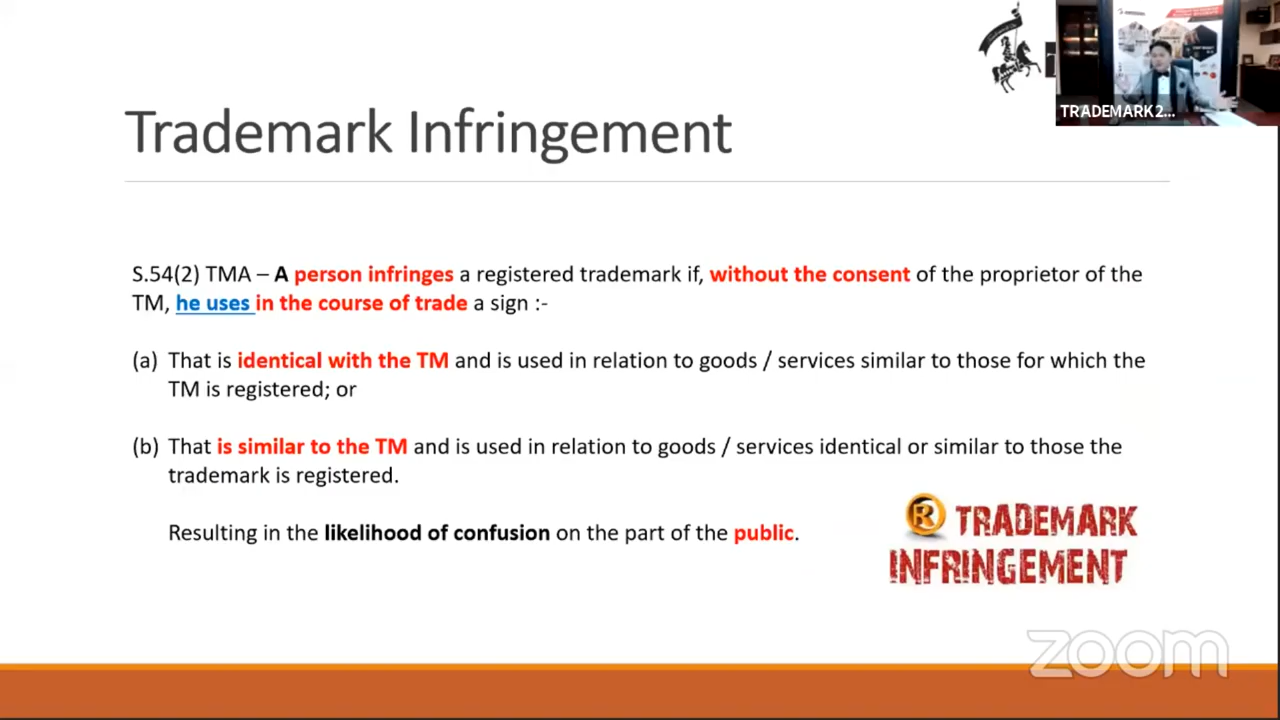 TRADEMARK2...
Trademark Infringement
S.54(2) TMA – A person infringes a registered trademark if, without the consent of the proprietor of the
TM, he uses in the course of trade a sign :-
(a) That is identical with the TM and is used in relation to goods / services similar to those for which the
TM is registered; or
(b) That is similar to the TM and is used in relation to goods / services identical or similar to those the
trademark is registered.
Resulting in the likelihood of confusion on the part of the public.
R TRADEMARK
INFRINGEMENT
zoom